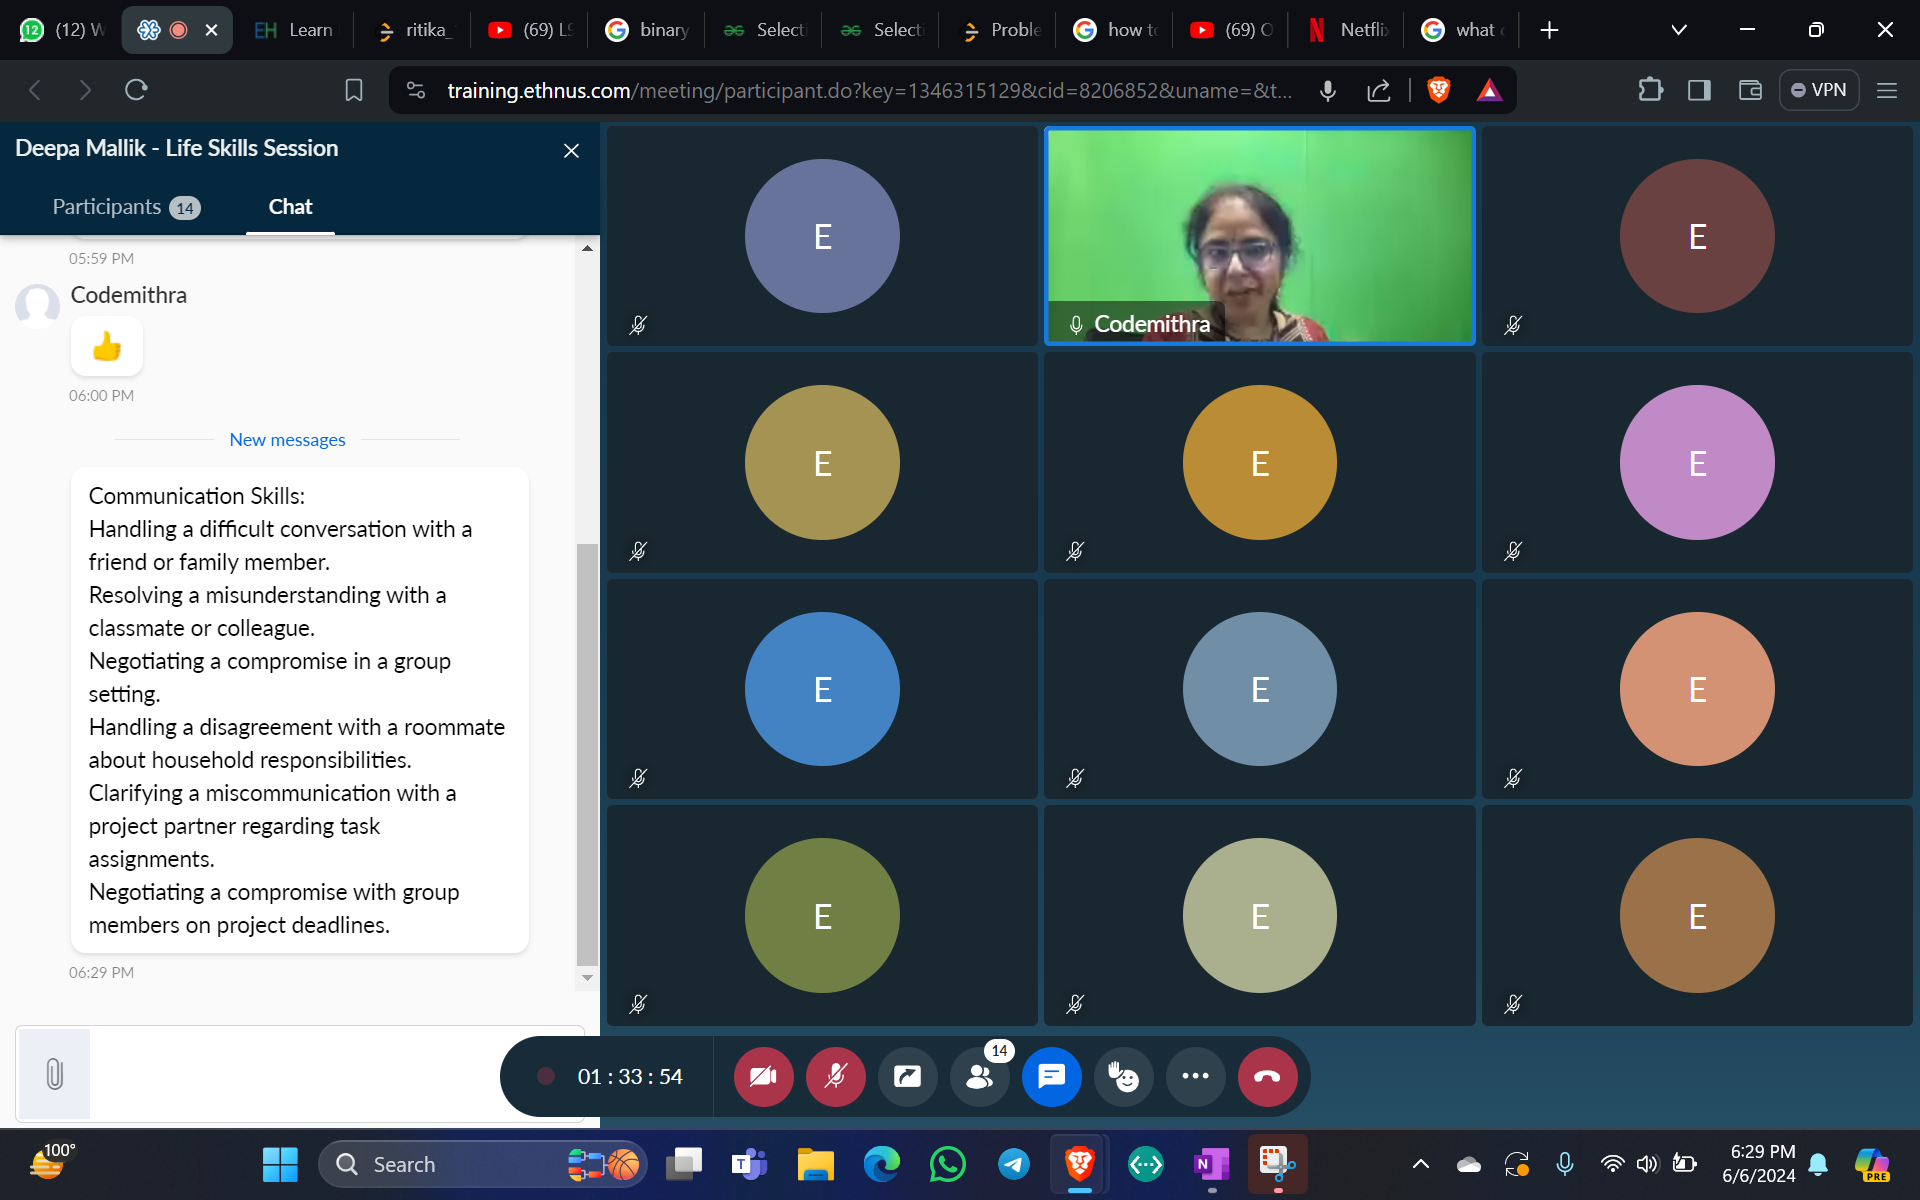 (12) W
Learn
ritika_
(69) L
binary
Selecti
Selecti
Proble
how to
(69) O
Netfli
what
training.ethnus.com/meeting/participant.do?key=1346315129&cid=8206852&uname=&t...
VPN
Deepa Mallik - Life Skills Session
Participants 14
Chat
05:59 PM
Codemithra
06:00 PM
New messages
Communication Skills:
Handling a difficult conversation with a
friend or family member.
Resolving a misunderstanding with a
classmate or colleague.
Negotiating a compromise in a group
setting.
Handling a disagreement with a roommate
about household responsibilities.
Clarifying a miscommunication with a
project partner regarding task
assignments.
Negotiating a compromise with group
members on project deadlines.
06:29 PM
E
Codemithra
E
E
E
E
E
E
E
E
E
E
01 : 33 : 54
14
100°
Search
6:29 PM
6/6/2024
PRE